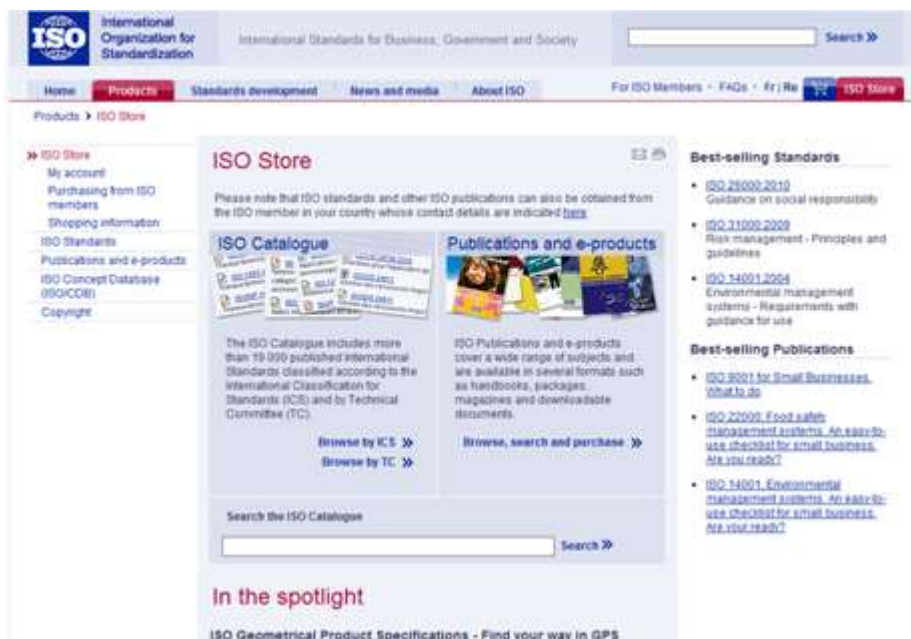 ISO
International
Organization for
Standardization
International Standards for Business, Government and Society
Search »
Home
Products
Standards development
News and media
About ISO
For ISO Members · FAQs · Fr | Ru
ISO Store
Products > ISO Store
» ISO Store
My account
Purchasing from ISO
members
Shopping information
ISO Standards
Publications and e-products
ISO Concept Database
(ISO/CDB)
Copyright
ISO Store
Please note that ISO standards and other ISO publications can also be obtained from
the ISO member in your country whose contact details are indicated here
ISO Catalogue
The ISO Catalogue includes more
than 19 000 published International
Standards classified according to the
International Classification for
Standards (ICS) and by Technical
Committee (TC).
Browse by ICS »
Browse by TC »
Publications and e-products
ISO Publications and e-products
cover a wide range of subjects and
are available in several formats such
as handbooks, packages,
magazines and downloadable
documents.
Browse, search and purchase »
Search the ISO Catalogue
Search »
In the spotlight
ISO Geometrical Product Specifications - Find your way in GPS
Best-selling Standards
• ISO 26000:2010
Guidance on social responsibility
• ISO 31000:2009
Risk management - Principles and
guidelines
• ISO 14001:2004
Environmental management
systems - Requirements with
guidance for use
Best-selling Publications
• ISO 9001 for Small Businesses.
What to do
• ISO 22000, Food safety
management systems. An easy-to-
use checklist for small business.
Are you ready?
• ISO 14001, Environmental
management systems. An easy-to-
use checklist for small business.
Are your ready?